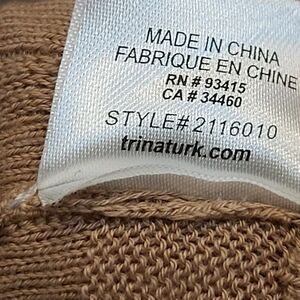 MADE IN CHINA
FABRIQUE EN CHINE
RN # 93415
CA # 34460
STYLE# 2116010
trinaturk.com